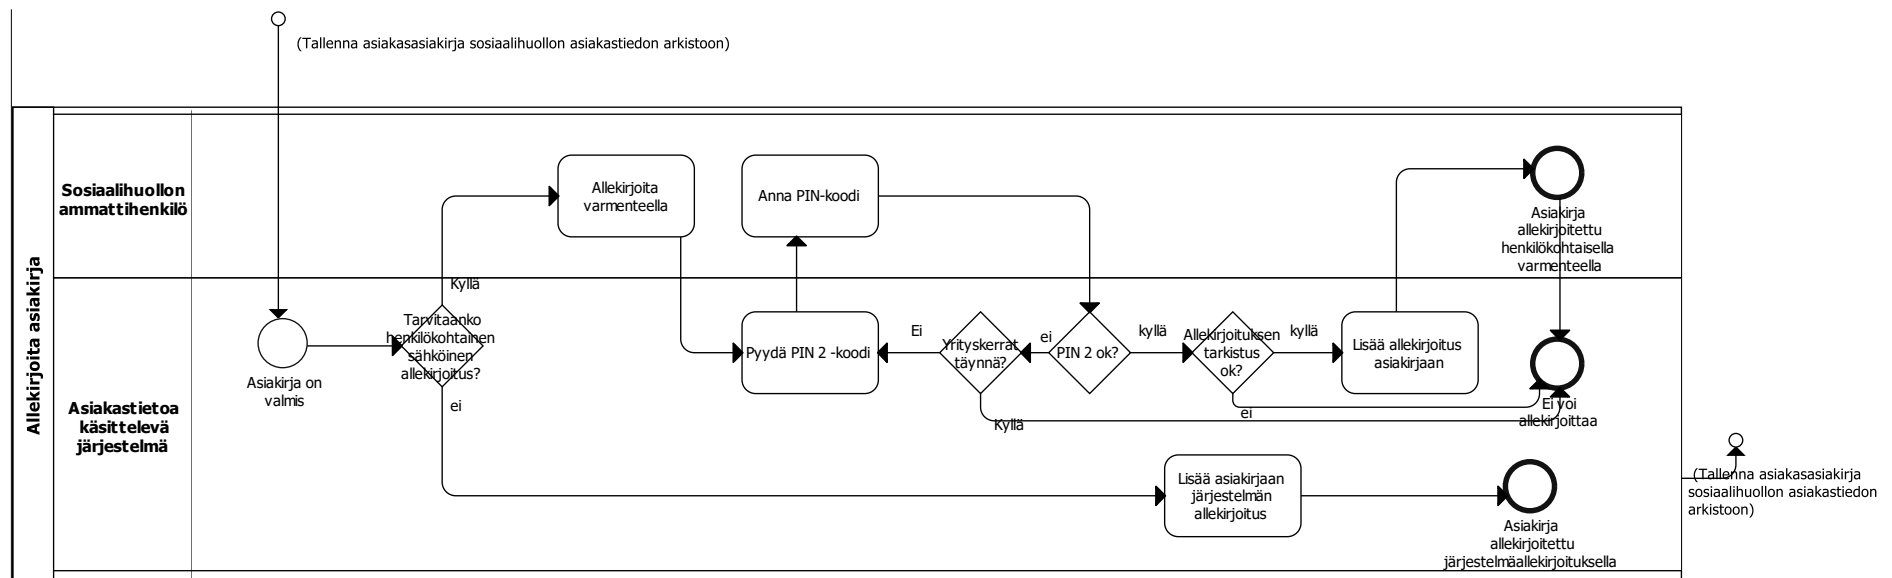 (Tallenna asiakasasiakirja sosiaalihuollon asiakastiedon arkistoon)
Allekirjoita asiakirja
Sosiaalihuollon
ammattihenkilö
Allekirjoita
varmenteella
Anna PIN-koodi
Asiakirja
allekirjoitettu
henkilökohtaisella
varmenteella
Kyllä
Asiakastietoa
käsittelevä
järjestelmä
Asiakirja on
valmis
Tarvitaanko
henkilökohtainen
sähköinen
allekirjoitus?
ei
Pyydä PIN 2 -koodi
Ei
Yrityskerrat
täynnä?
Kyllä
ei
PIN 2 ok?
kyllä
Allekirjoituksen
tarkistus
ok?
ei
kyllä
Lisää allekirjoitus
asiakirjaan
Ei voi
allekirjoittaa
Lisää asiakirjaan
järjestelmän
allekirjoitus
Asiakirja
allekirjoitettu
järjestelmäallekirjoituksella
(Tallenna asiakasasiakirja
sosiaalihuollon asiakastiedon
arkistoon)